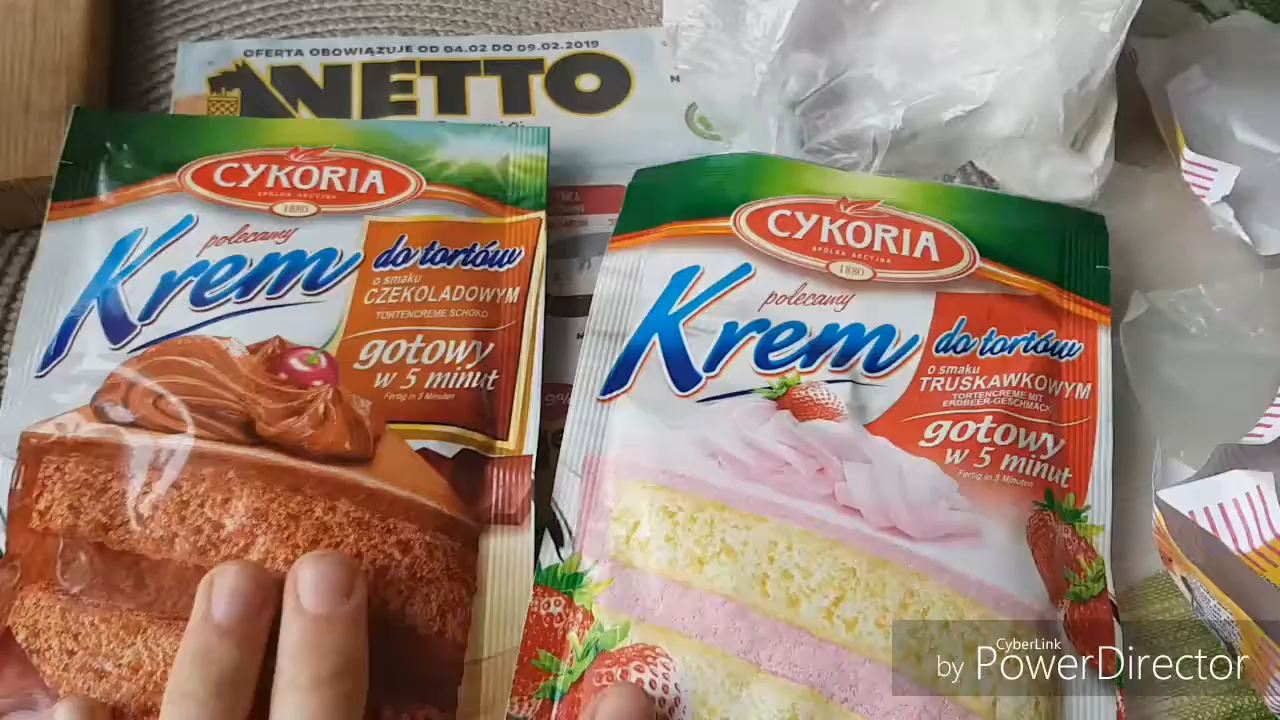 OFERTA OBOWIĄZUJE OD 04.02 DO 09.02.2019
NETTO
CYKORIA
SPÓŁKA AKCYJNA
1880
polecamy
Krem
do tortów
o smaku
CZEKOLADOWYM
TORTENCREME SCHOKO
gotowy
w 5 minut
Fertig in 5 Minuten
CYKORIA
SPÓŁKA AKCYJNA
1880
polecamy
Krem
do tortów
o smaku
TRUSKAWKOWYM
TORTENCREME MIT
ERDBEER-GESCHMACK
gotowy
w 5 minut
Fertig in 5 Minuten
CyberLink
by PowerDirector